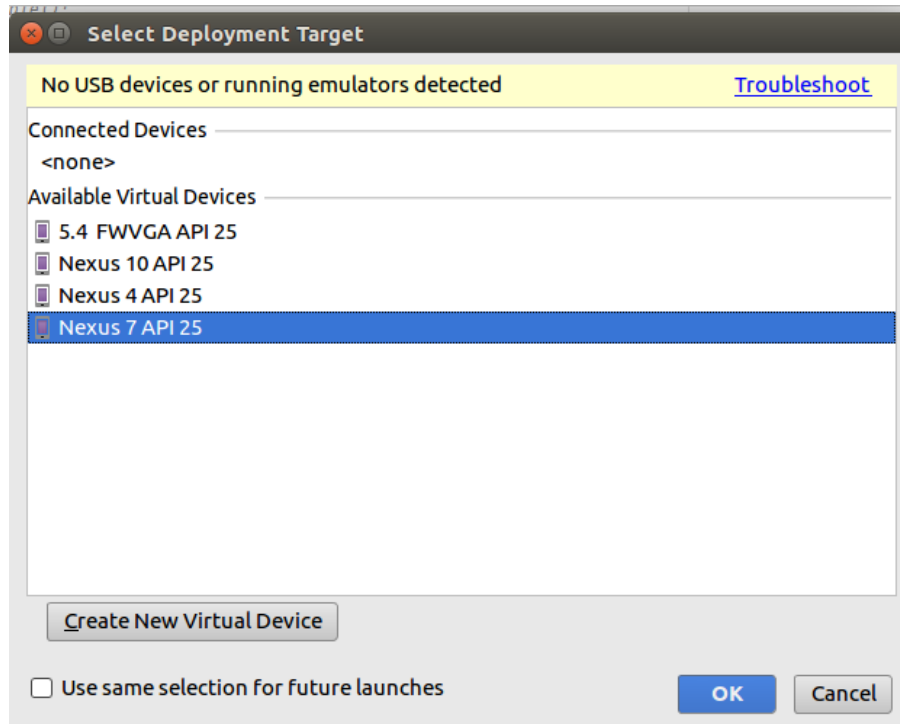 Select Deployment Target
No USB devices or running emulators detected Troubleshoot
Connected Devices
<none>
Available Virtual Devices
5.4 FWVGA API 25
Nexus 10 API 25
Nexus 4 API 25
Nexus 7 API 25
Create New Virtual Device
Use same selection for future launches
OK Cancel